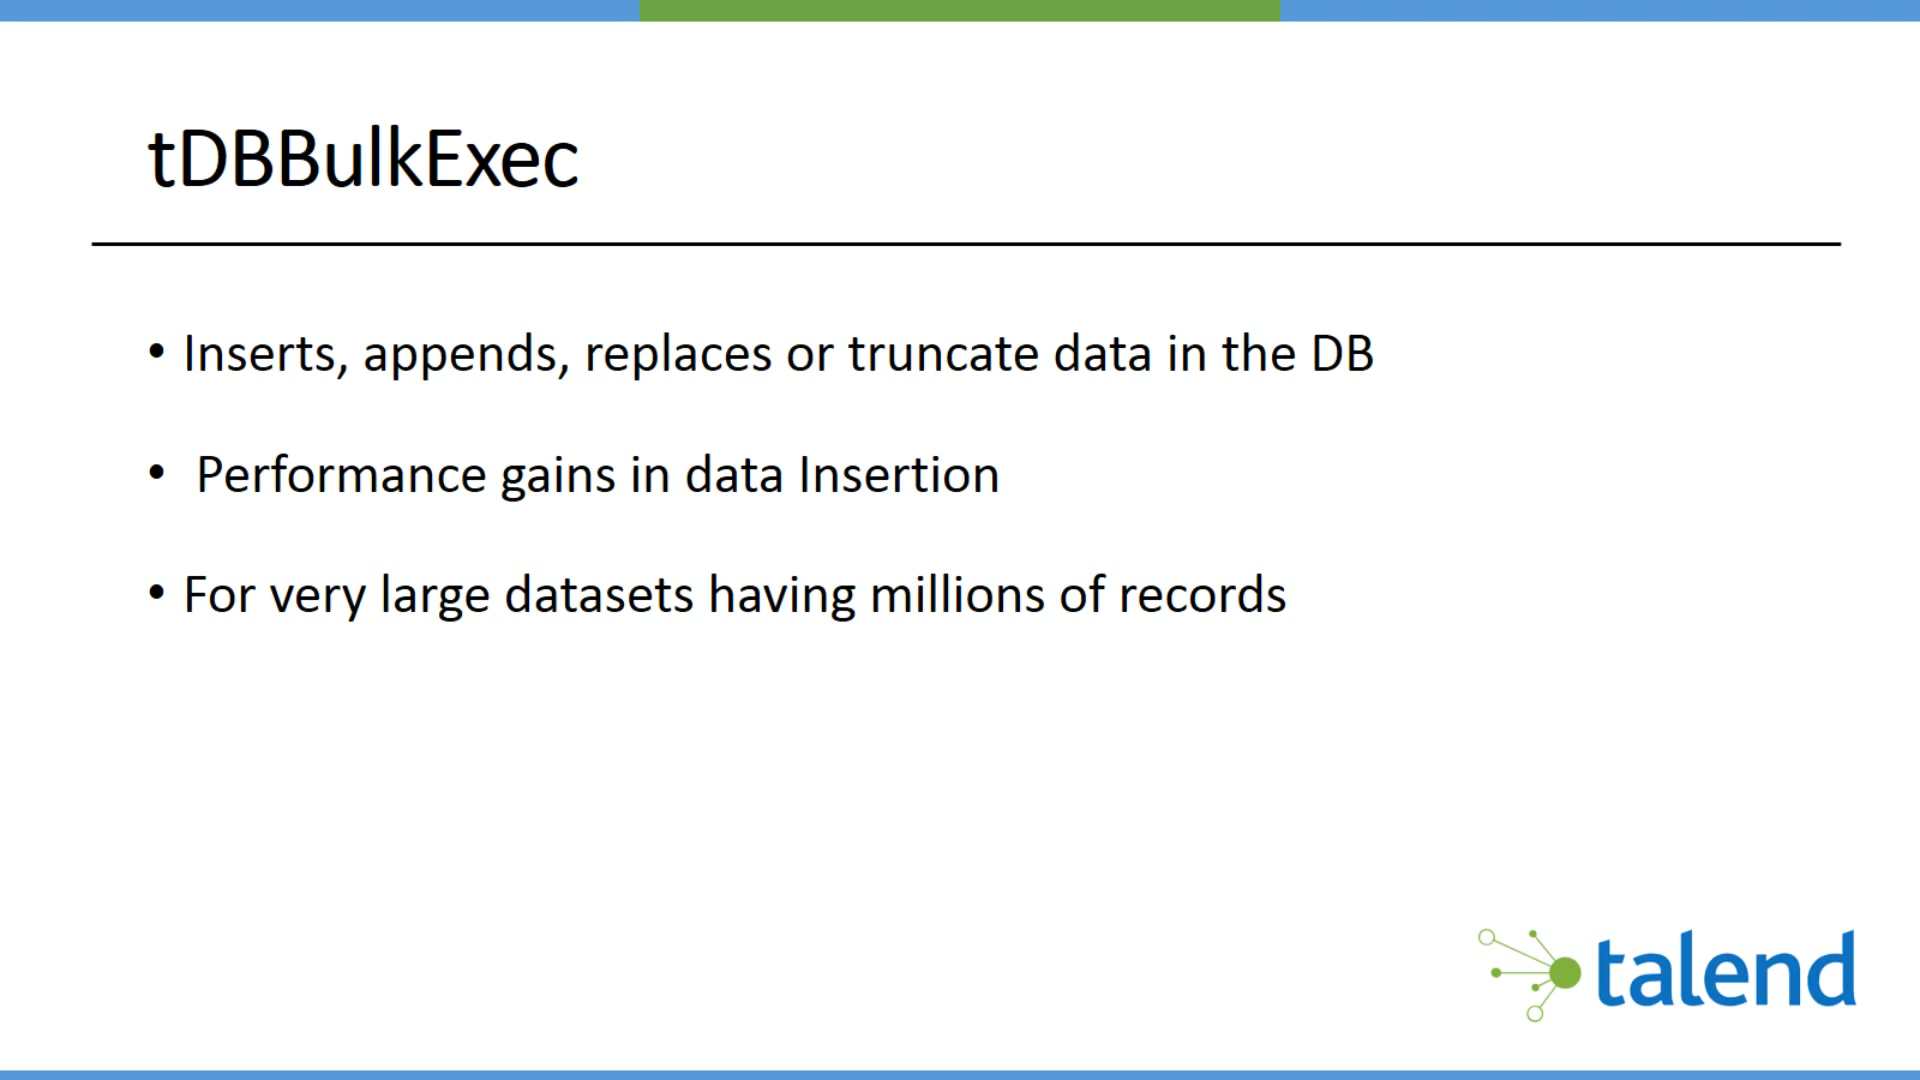 tDBBulkExec
• Inserts, appends, replaces or truncate data in the DB
• Performance gains in data Insertion
• For very large datasets having millions of records
talend